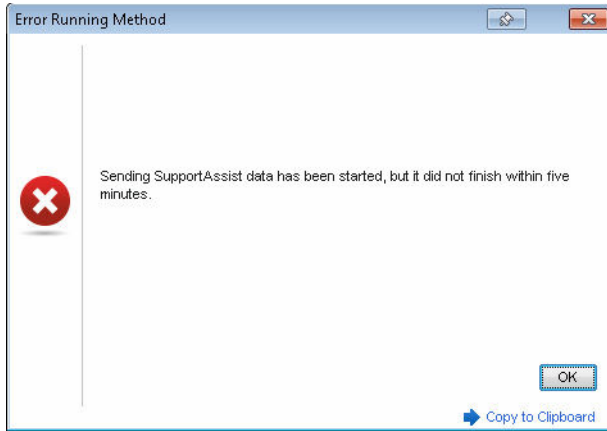 Error Running Method
Sending SupportAssist data has been started, but it did not finish within five
minutes.
OK
Copy to Clipboard